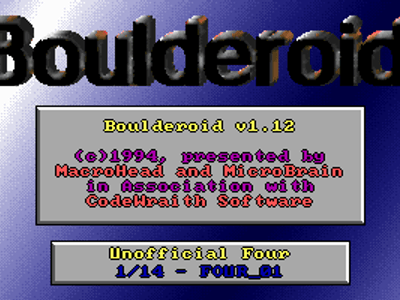 Boulderoid
Boulderoid v1.12
(c)1994, presented by
MacroHead and MicroBrain
in Association with
CodeWraith Software
Unofficial Four
1/14 - FOUR_01